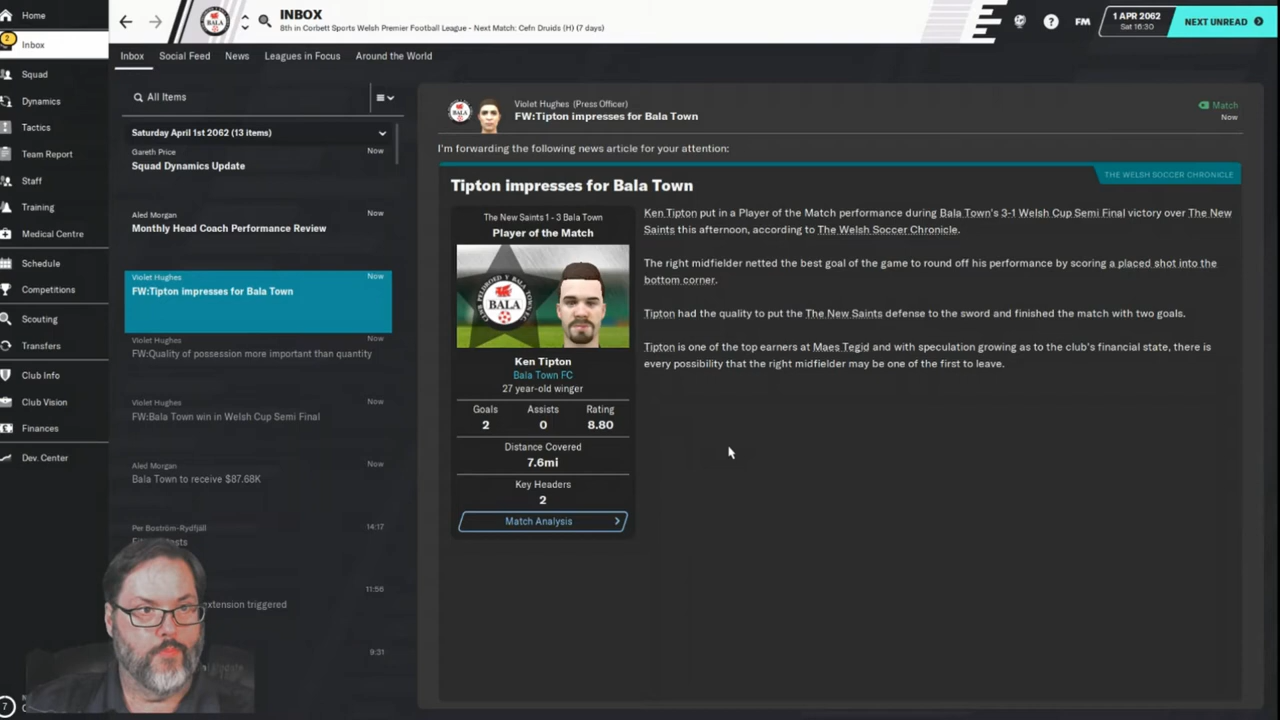 Home
INBOX
8th in Corbett Sports Welsh Premier Football League - Next Match: Cefn Druids (H) (7 days)
FM
1 APR 2062
Sat 16:30
NEXT UNREAD
2
Inbox
Squad
Dynamics
Tactics
Team Report
Staff
Training
Medical Centre
Schedule
Competitions
Scouting
Transfers
Club Info
Club Vision
Finances
Dev. Center
7
Inbox Social Feed News Leagues in Focus Around the World
All Items
Saturday April 1st 2062 (13 items)
Gareth Price Now
Squad Dynamics Update
Aled Morgan Now
Monthly Head Coach Performance Review
Violet Hughes Now
FW:Tipton impresses for Bala Town
Violet Hughes Now
FW:Quality of possession more important than quantity
Violet Hughes Now
FW:Bala Town win in Welsh Cup Semi Final
Aled Morgan Now
Bala Town to receive $87.68K
Per Boström-Rydfjäll 14:17
11:56
extension triggered
9:31
Violet Hughes (Press Officer)
FW:Tipton impresses for Bala Town
Match
Now
I'm forwarding the following news article for your attention:
THE WELSH SOCCER CHRONICLE
Tipton impresses for Bala Town
The New Saints 1 - 3 Bala Town
Player of the Match
BALA
Ken Tipton
Bala Town FC
27 year-old winger
Goals Assists Rating
2 0 8.80
Distance Covered
7.6mi
Key Headers
2
Match Analysis
Ken Tipton put in a Player of the Match performance during Bala Town's 3-1 Welsh Cup Semi Final victory over The New
Saints this afternoon, according to The Welsh Soccer Chronicle.
The right midfielder netted the best goal of the game to round off his performance by scoring a placed shot into the
bottom corner.
Tipton had the quality to put the The New Saints defense to the sword and finished the match with two goals.
Tipton is one of the top earners at Maes Tegid and with speculation growing as to the club's financial state, there is
every possibility that the right midfielder may be one of the first to leave.